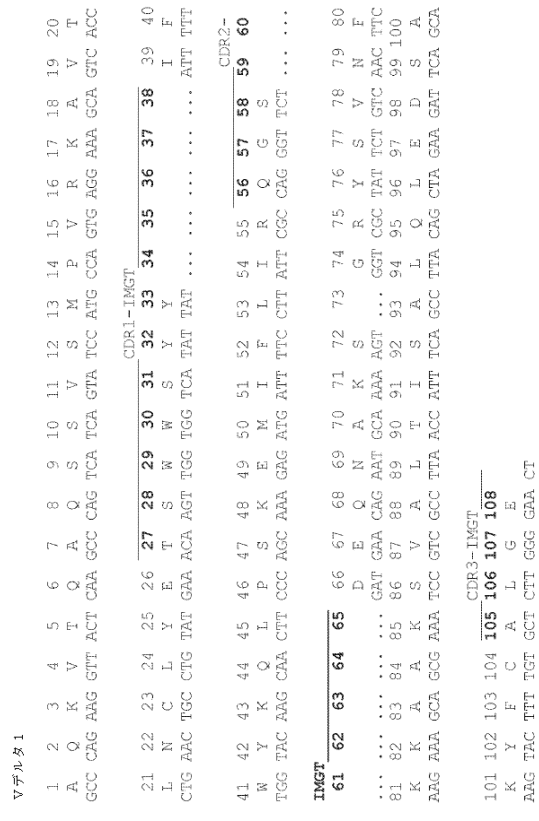 Vデルタ1
1 2 3 4 5 6 7 8 9 10 11 12 13 14 15 16 17 18 19 20
A Q K V T Q A Q S S V S M P V R K A V T
GCC CAG AAG GTT ACT CAA GCC CAG TCA TCA GTA TCC ATG CCA GTG AGG AAA GCA GTC ACC
CDR1-IMGT
21 22 23 24 25 26 27 28 29 30 31 32 33 34 35 36 37 38 39 40
L N C L Y E T S W W S Y Y I F
CTG AAC TGC CTG TAT GAA ACA AGT TGG TGG TCA TAT TAT ... ... ... ... ... ATT TTT
CDR2-
41 42 43 44 45 46 47 48 49 50 51 52 53 54 55 56 57 58 59 60
W Y K Q L P S K E M I F L I R Q G S
TGG TAC AAG CAA CTT CCC AGC AAA GAG ATG ATT TTC CTT ATT CGC CAG GGT TCT ... ...
IMGT
61 62 63 64 65 66 67 68 69 70 71 72 73 74 75 76 77 78 79 80
D E Q N A K S G R Y S V N F
... ... ... ... ... GAT GAA CAG AAT GCA AAA AGT ... GGT CGC TAT TCT GTC AAC TTC
81 82 83 84 85 86 87 88 89 90 91 92 93 94 95 96 97 98 99 100
K K A A K S V A L T I S A L Q L E D S A
AAG AAA GCA GCG AAA TCC GTC GCC TTA ACC ATT TCA GCC TTA CAG CTA GAA GAT TCA GCA
CDR3-IMGT
101 102 103 104 105 106 107 108
K Y F C A L G E
AAG TAC TTT TGT GCT CTT GGG GAA CT